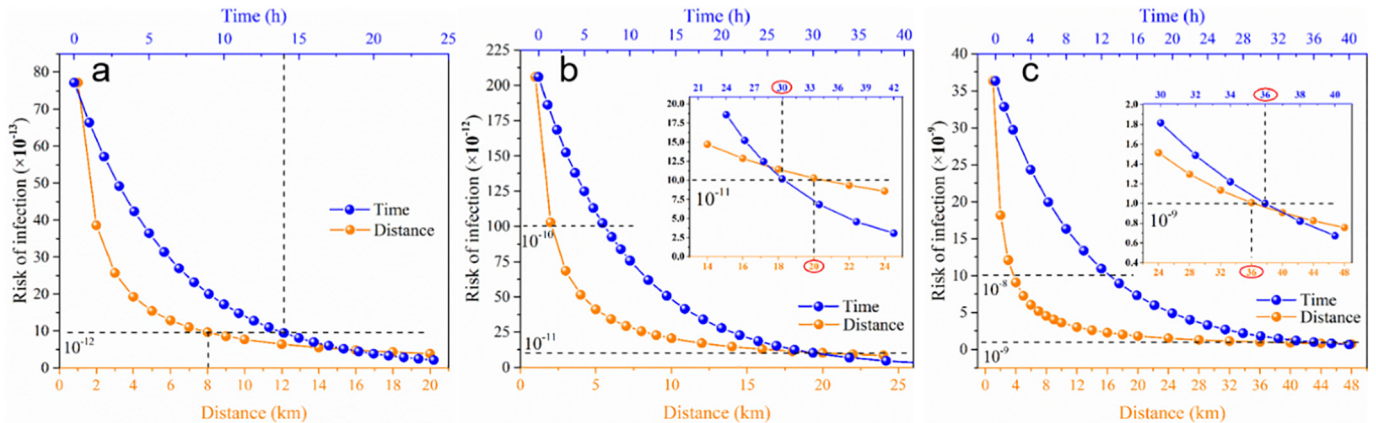 Time (h)
0 5 10 15 20 25
a
80
70
60
50
40
30
20
10
0
Risk of infection (×10⁻¹³)
Time
Distance
10⁻¹²
0 2 4 6 8 10 12 14 16 18 20
Distance (km)
Time (h)
0 5 10 15 20 25 30 35 40
b
225
200
175
150
125
100
75
50
25
0
Risk of infection (×10⁻¹²)
21 24 27 30 33 36 39 42
20.0
17.5
15.0
12.5
10.0
7.5
5.0
2.5
0.0
10⁻¹¹
14 16 18 20 22 24
10⁻¹⁰
Time
Distance
10⁻¹¹
0 5 10 15 20 25
Distance (km)
Time (h)
0 4 8 12 16 20 24 28 32 36 40
c
40
35
30
25
20
15
10
5
0
Risk of infection (×10⁻⁹)
30 32 34 36 38 40
2.0
1.8
1.6
1.4
1.2
1.0
0.8
0.6
0.4
10⁻⁹
24 28 32 36 40 44 48
10⁻⁸
Time
Distance
10⁻⁹
0 4 8 12 16 20 24 28 32 36 40 44 48
Distance (km)